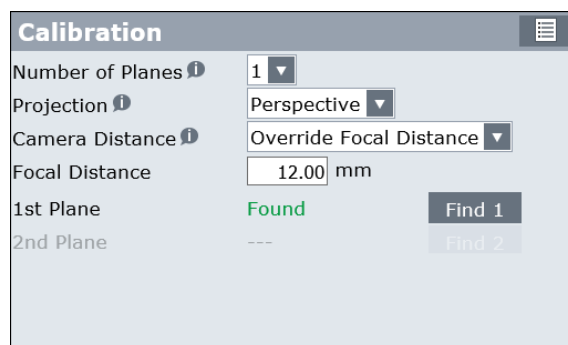 Calibration
Number of Planes 1
Projection Perspective
Camera Distance Override Focal Distance
Focal Distance 12.00 mm
1st Plane Found Find 1
2nd Plane --- Find 2